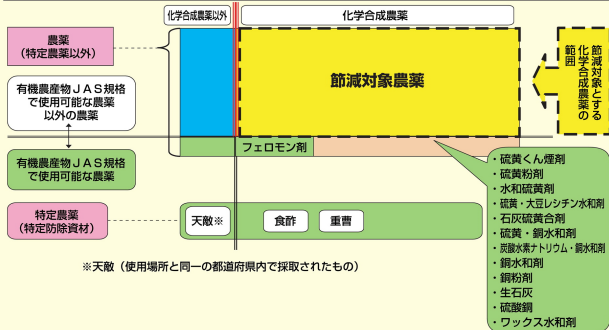 化学合成農薬以外
化学合成農薬
農薬
（特定農薬以外）
節減対象農薬
節減対象とする
化学合成農薬の
範囲
有機農産物ＪＡＳ規格
で使用可能な農薬
以外の農薬
フェロモン剤
有機農産物ＪＡＳ規格
で使用可能な農薬
・硫黄くん煙剤
・硫黄粉剤
・水和硫黄剤
・硫黄・大豆レシチン水和剤
・石灰硫黄合剤
・硫黄・銅水和剤
・炭酸水素ナトリウム・銅水和剤
・銅水和剤
・銅粉剤
・生石灰
・硫酸銅
・ワックス水和剤
特定農薬
（特定防除資材）
天敵※
食酢
重曹
※天敵（使用場所と同一の都道府県内で採取されたもの）